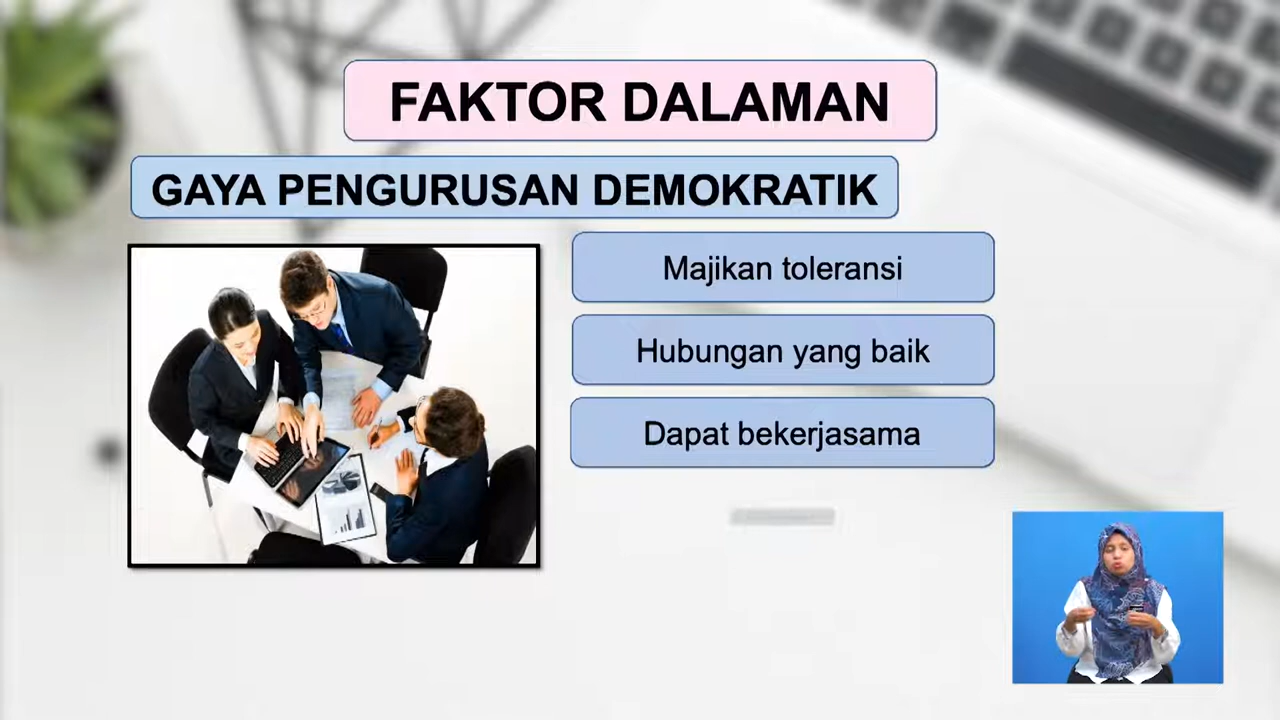 FAKTOR DALAMAN
GAYA PENGURUSAN DEMOKRATIK
Majikan toleransi
Hubungan yang baik
Dapat bekerjasama